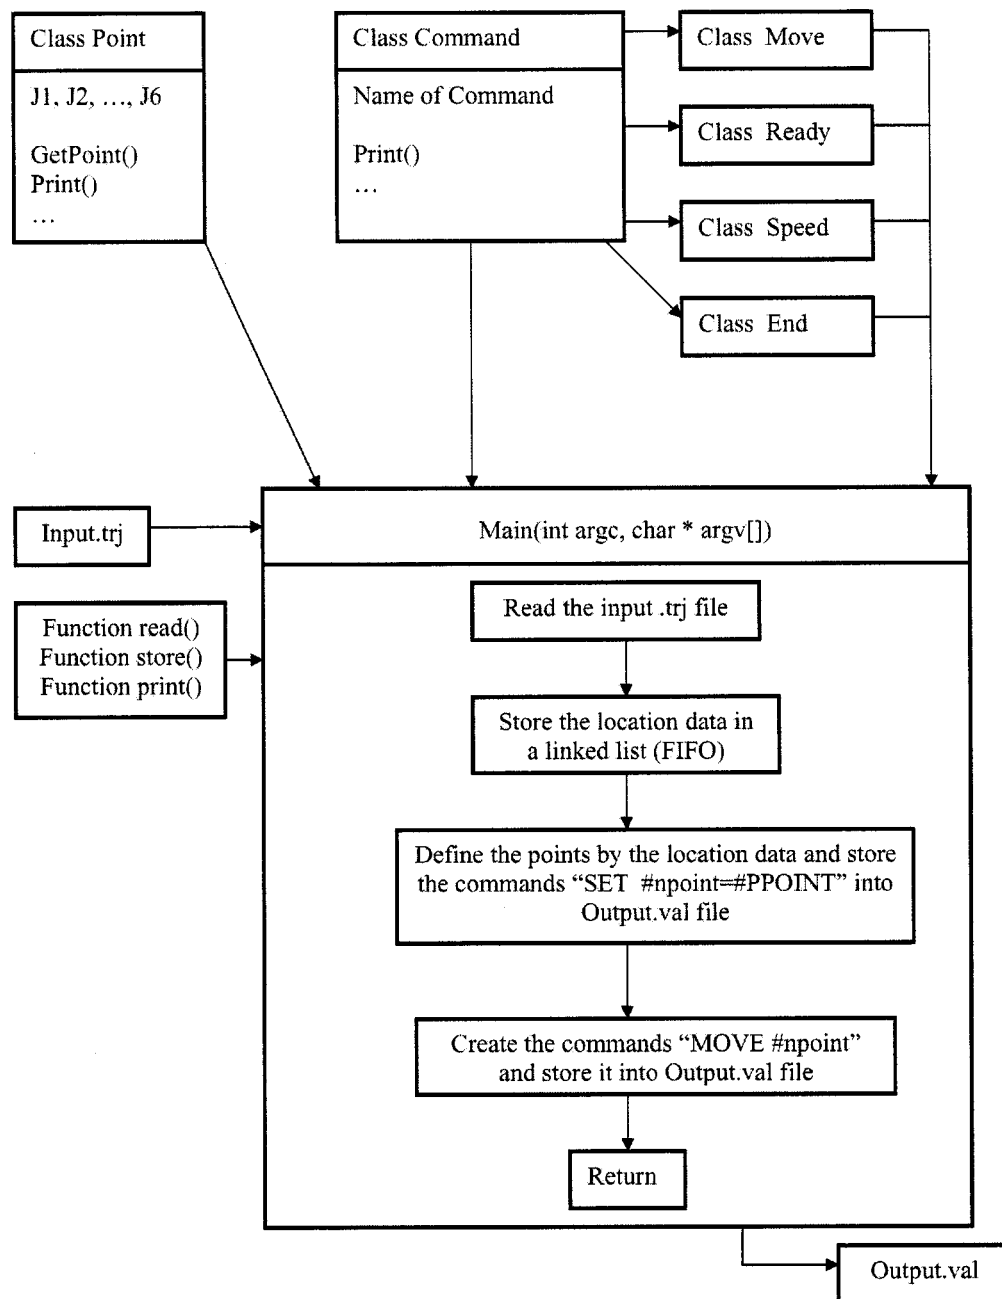 Class Point
J1, J2, …, J6
GetPoint()
Print()
…
Class Command
Name of Command
Print()
…
Class Move
Class Ready
Class Speed
Class End
Input.trj
Function read()
Function store()
Function print()
Main(int argc, char * argv[])
Read the input .trj file
Store the location data in
a linked list (FIFO)
Define the points by the location data and store
the commands “SET #npoint=#PPOINT” into
Output.val file
Create the commands “MOVE #npoint”
and store it into Output.val file
Return
Output.val